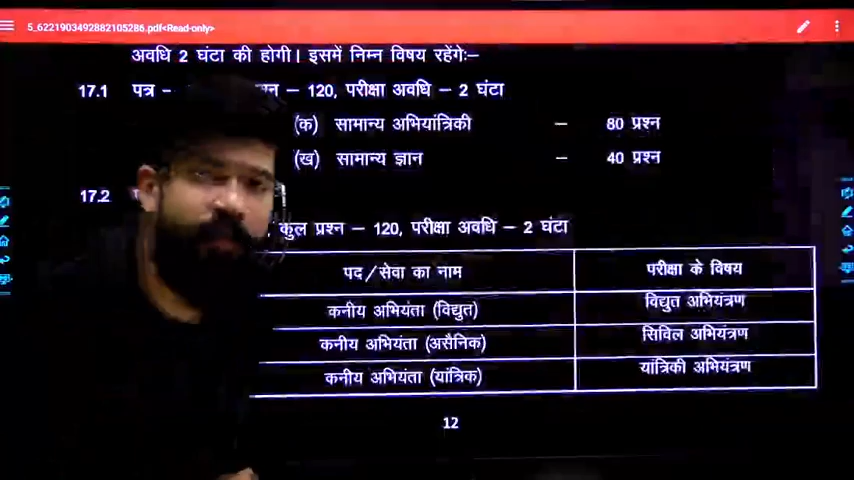 5_6221903492882105286.pdf<Read-only>
अवधि 2 घंटा की होगी। इसमें निम्न विषय रहेंगे:–
17.1 पत्र – – 120, परीक्षा अवधि – 2 घंटा
(क) सामान्य अभियांत्रिकी – 80 प्रश्न
(ख) सामान्य ज्ञान – 40 प्रश्न
17.2
कुल प्रश्न – 120, परीक्षा अवधि – 2 घंटा
पद/सेवा का नाम परीक्षा के विषय
कनीय अभियंता (विद्युत) विद्युत अभियंत्रण
कनीय अभियंता (असैनिक) सिविल अभियंत्रण
कनीय अभियंता (यांत्रिक) यांत्रिकी अभियंत्रण
12